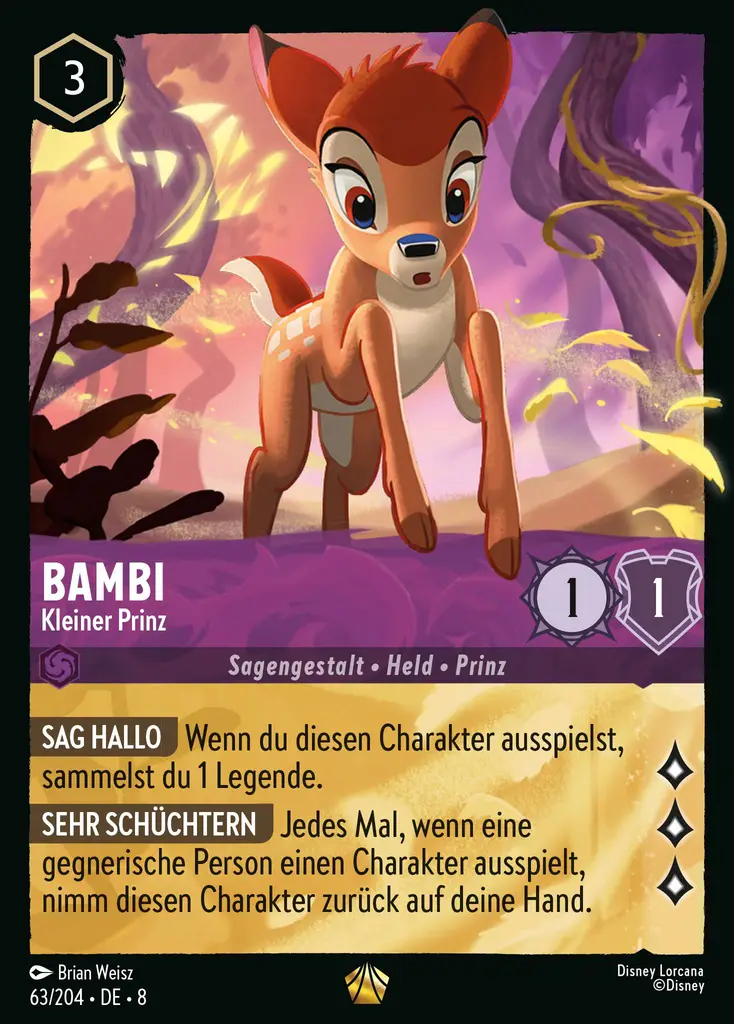 3
BAMBI
Kleiner Prinz
1
1
Sagengestalt • Held • Prinz
SAG HALLO Wenn du diesen Charakter ausspielst,
sammelst du 1 Legende.
SEHR SCHÜCHTERN Jedes Mal, wenn eine
gegnerische Person einen Charakter ausspielt,
nimm diesen Charakter zurück auf deine Hand.
Brian Weisz
Disney Lorcana
63/204 • DE • 8
©Disney